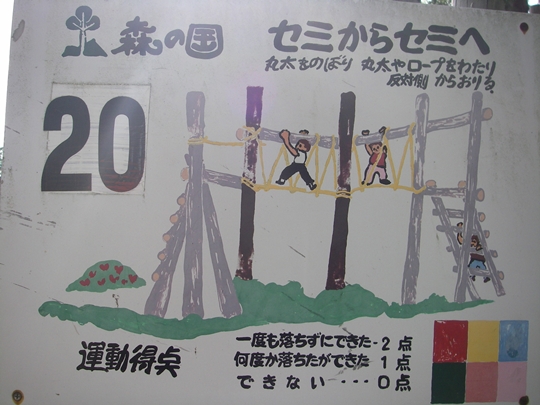 森の国
セミからセミへ
丸太をのぼり 丸太やロープをわたり
反対側 からおりる。
20
運動得点
一度も落ちずにできた‐2点
何度か落ちたができた 1点
できない・・・0点